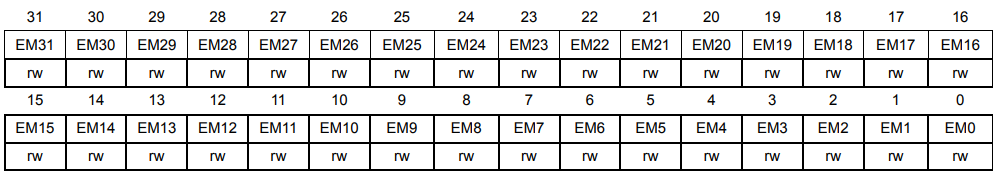 31 30 29 28 27 26 25 24 23 22 21 20 19 18 17 16
EM31 EM30 EM29 EM28 EM27 EM26 EM25 EM24 EM23 EM22 EM21 EM20 EM19 EM18 EM17 EM16
rw rw rw rw rw rw rw rw rw rw rw rw rw rw rw rw
15 14 13 12 11 10 9 8 7 6 5 4 3 2 1 0
EM15 EM14 EM13 EM12 EM11 EM10 EM9 EM8 EM7 EM6 EM5 EM4 EM3 EM2 EM1 EM0
rw rw rw rw rw rw rw rw rw rw rw rw rw rw rw rw